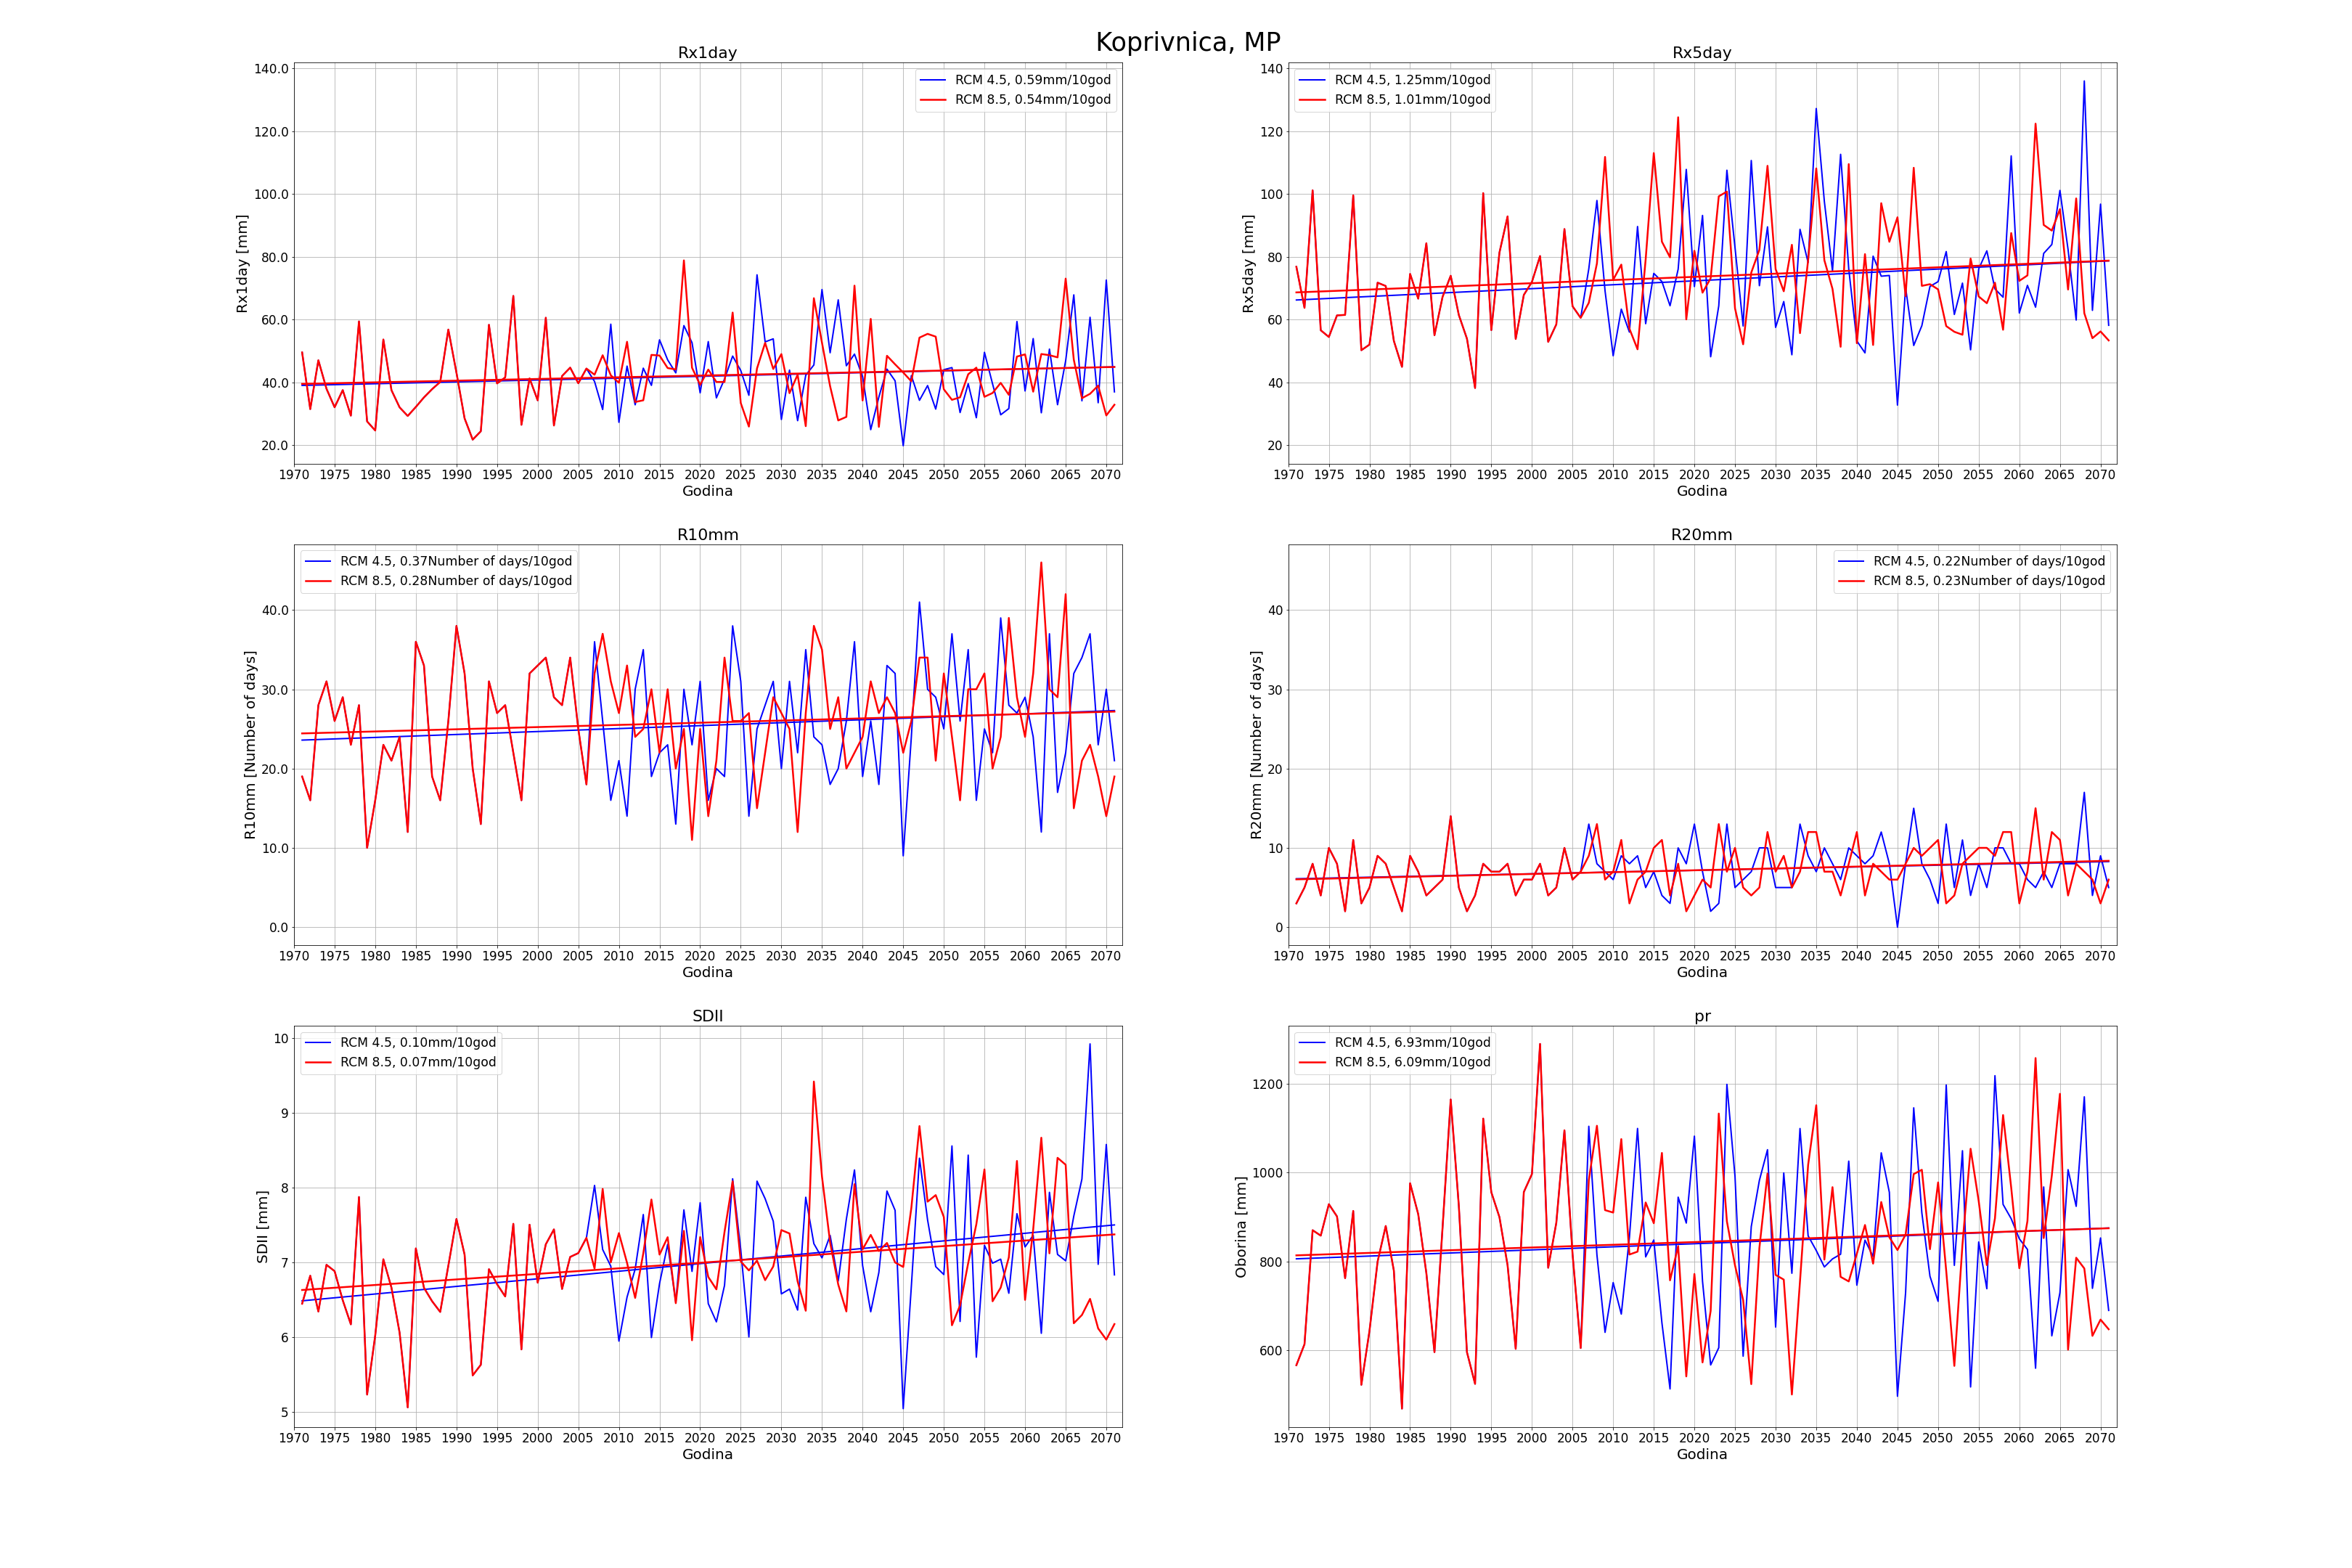 Koprivnica, MP
Rx1day
RCM 4.5, 0.59mm/10god
RCM 8.5, 0.54mm/10god
Rx1day [mm]
140.0
120.0
100.0
80.0
60.0
40.0
20.0
1970 1975 1980 1985 1990 1995 2000 2005 2010 2015 2020 2025 2030 2035 2040 2045 2050 2055 2060 2065 2070
Godina
Rx5day
RCM 4.5, 1.25mm/10god
RCM 8.5, 1.01mm/10god
Rx5day [mm]
140
120
100
80
60
40
20
1970 1975 1980 1985 1990 1995 2000 2005 2010 2015 2020 2025 2030 2035 2040 2045 2050 2055 2060 2065 2070
Godina
R10mm
RCM 4.5, 0.37Number of days/10god
RCM 8.5, 0.28Number of days/10god
R10mm [Number of days]
40.0
30.0
20.0
10.0
0.0
1970 1975 1980 1985 1990 1995 2000 2005 2010 2015 2020 2025 2030 2035 2040 2045 2050 2055 2060 2065 2070
Godina
R20mm
RCM 4.5, 0.22Number of days/10god
RCM 8.5, 0.23Number of days/10god
R20mm [Number of days]
40
30
20
10
0
1970 1975 1980 1985 1990 1995 2000 2005 2010 2015 2020 2025 2030 2035 2040 2045 2050 2055 2060 2065 2070
Godina
SDII
RCM 4.5, 0.10mm/10god
RCM 8.5, 0.07mm/10god
SDII [mm]
10
9
8
7
6
5
1970 1975 1980 1985 1990 1995 2000 2005 2010 2015 2020 2025 2030 2035 2040 2045 2050 2055 2060 2065 2070
Godina
pr
RCM 4.5, 6.93mm/10god
RCM 8.5, 6.09mm/10god
Oborina [mm]
1200
1000
800
600
1970 1975 1980 1985 1990 1995 2000 2005 2010 2015 2020 2025 2030 2035 2040 2045 2050 2055 2060 2065 2070
Godina